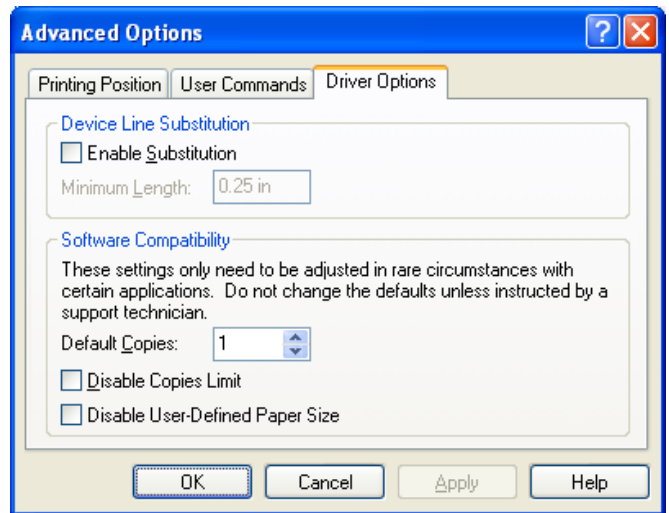 Advanced Options
?
Printing Position
User Commands
Driver Options
Device Line Substitution
Enable Substitution
Minimum Length: 0.25 in
Software Compatibility
These settings only need to be adjusted in rare circumstances with
certain applications. Do not change the defaults unless instructed by a
support technician.
Default Copies: 1
Disable Copies Limit
Disable User-Defined Paper Size
OK
Cancel
Apply
Help